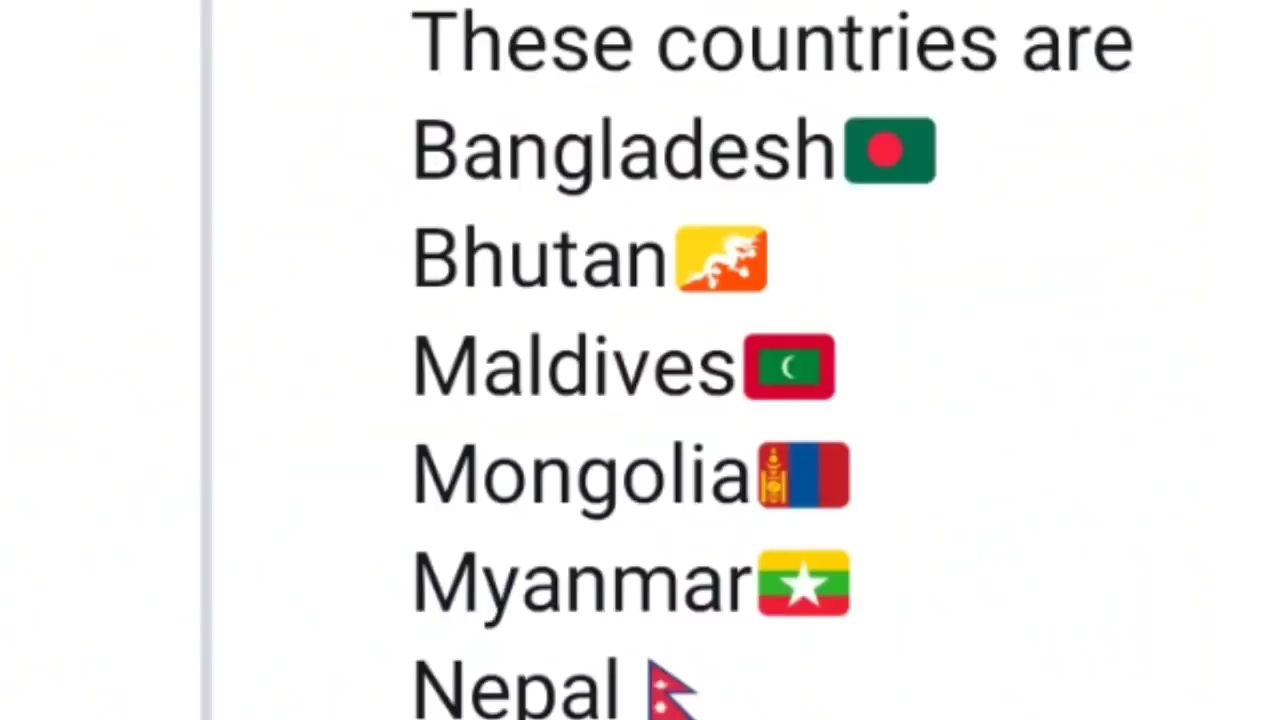 These countries are
Bangladesh🇧🇩
Bhutan🇧🇹
Maldives🇲🇻
Mongolia🇲🇳
Myanmar🇲🇲
Nepal 🇳🇵